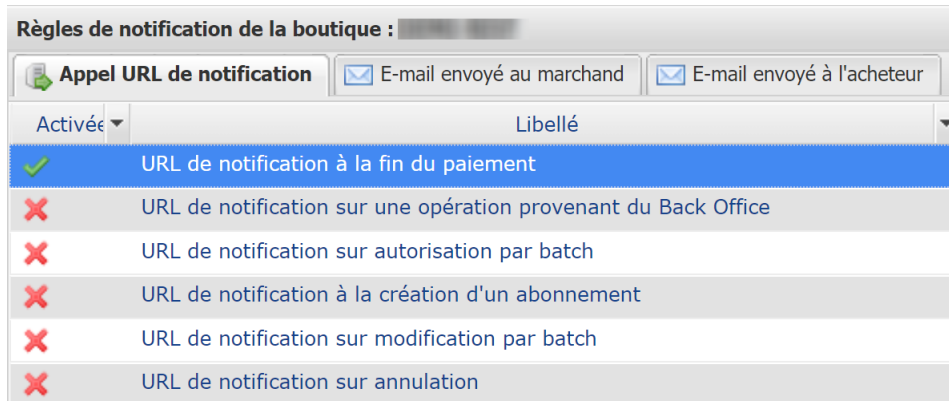 Règles de notification de la boutique :
Appel URL de notification E-mail envoyé au marchand E-mail envoyé à l'acheteur
Activée Libellé
URL de notification à la fin du paiement
URL de notification sur une opération provenant du Back Office
URL de notification sur autorisation par batch
URL de notification à la création d'un abonnement
URL de notification sur modification par batch
URL de notification sur annulation